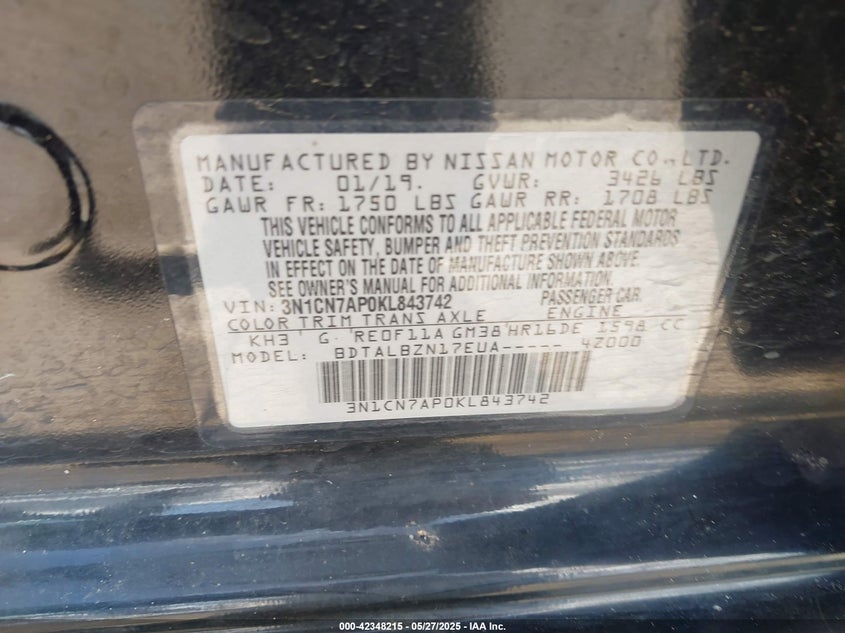 MANUFACTURED BY NISSAN MOTOR CO., LTD.
DATE: 01/19. GVWR: 3426 LBS
GAWR FR: 1750 LBS GAWR RR: 1708 LBS
THIS VEHICLE CONFORMS TO ALL APPLICABLE FEDERAL MOTOR
VEHICLE SAFETY, BUMPER AND THEFT PREVENTION STANDARDS
IN EFFECT ON THE DATE OF MANUFACTURE SHOWN ABOVE.
SEE OWNER'S MANUAL FOR ADDITIONAL INFORMATION.
VIN: 3N1CN7AP0KL843742 PASSENGER CAR.
COLOR TRIM TRANS AXLE ENGINE
KH3 G RE0F11A GM38 HR16DE 1598 CC
MODEL: BDTALBZN17EUA----- 42000
3N1CN7AP0KL843742
000-42348215 - 05/27/2025 - IAA Inc.